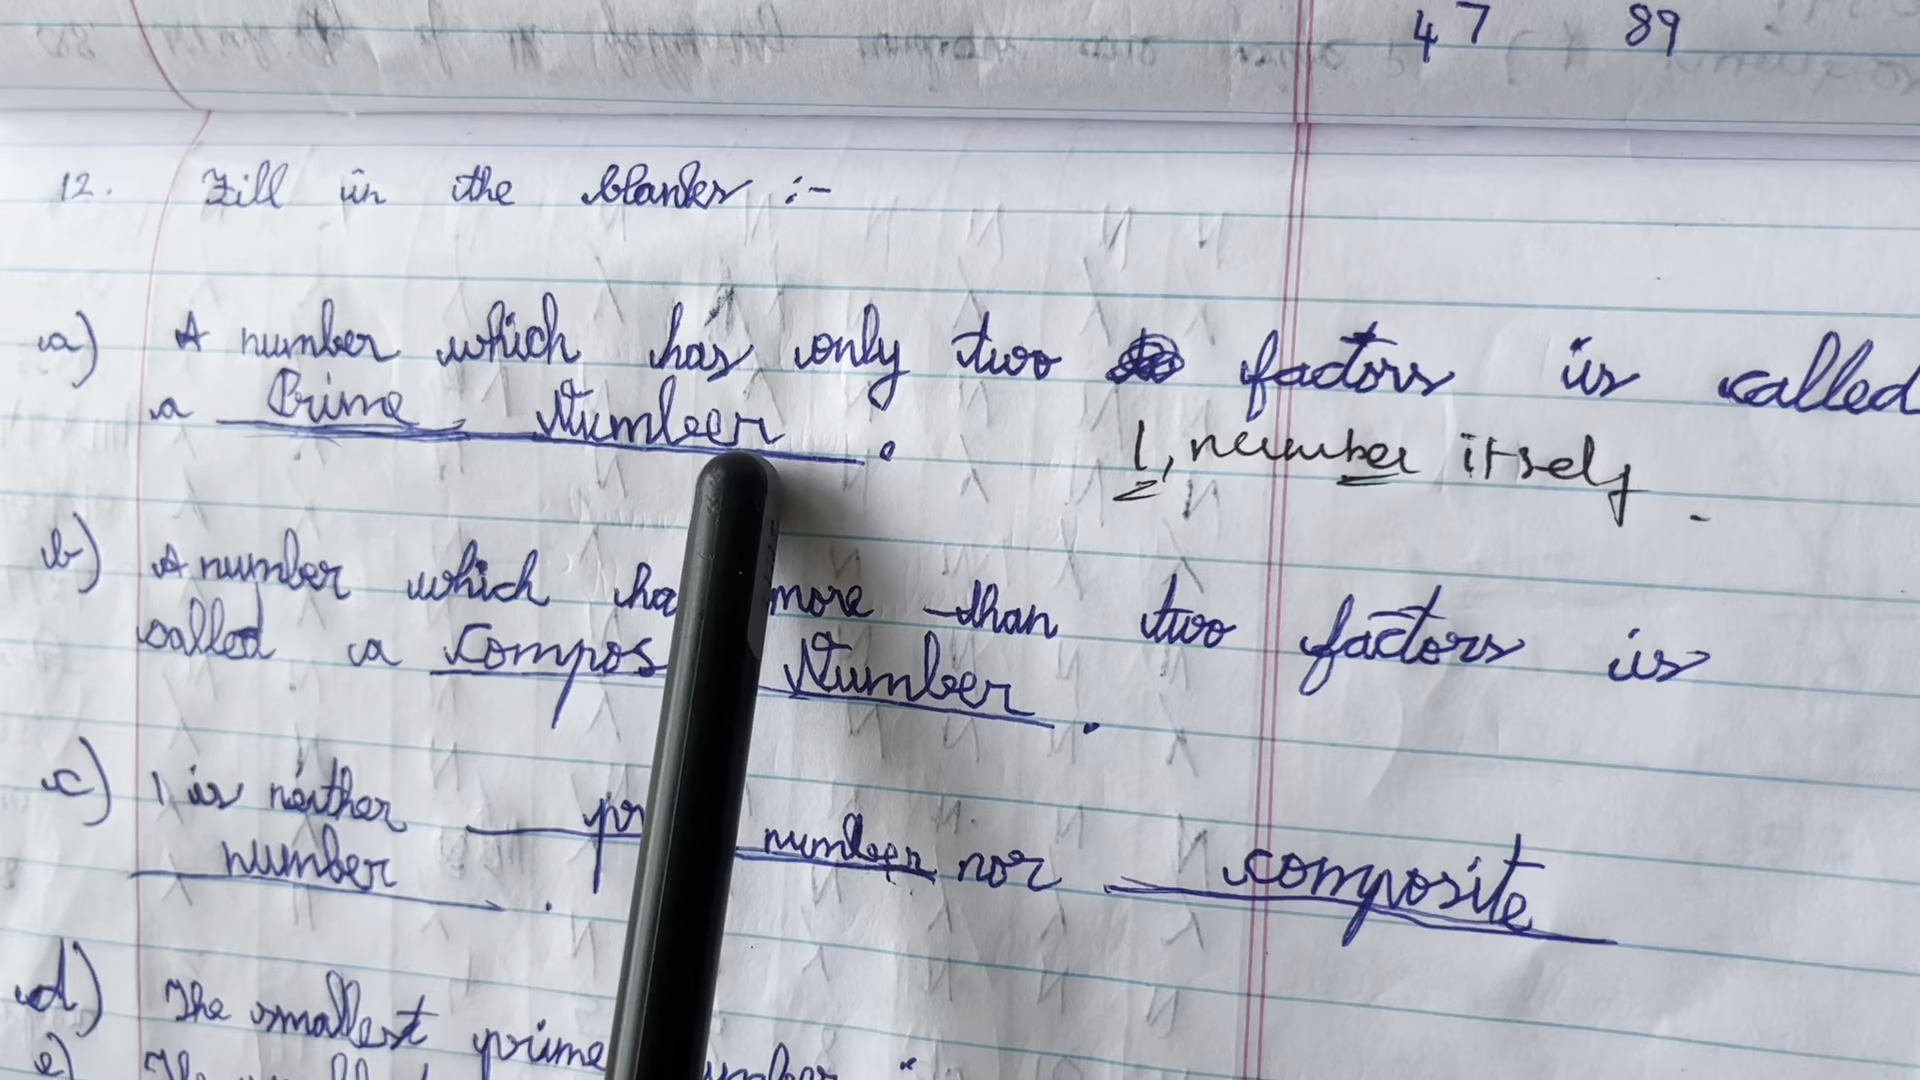 47 89
12. Fill in the blanks :-
a) A number which has only two factors is called
a Prime Number .
1, number itself .
b) A number which ha more than two factors is
called a Compos Number .
c) 1 is neither pr number nor composite
number .
d) The smallest prime
e) The